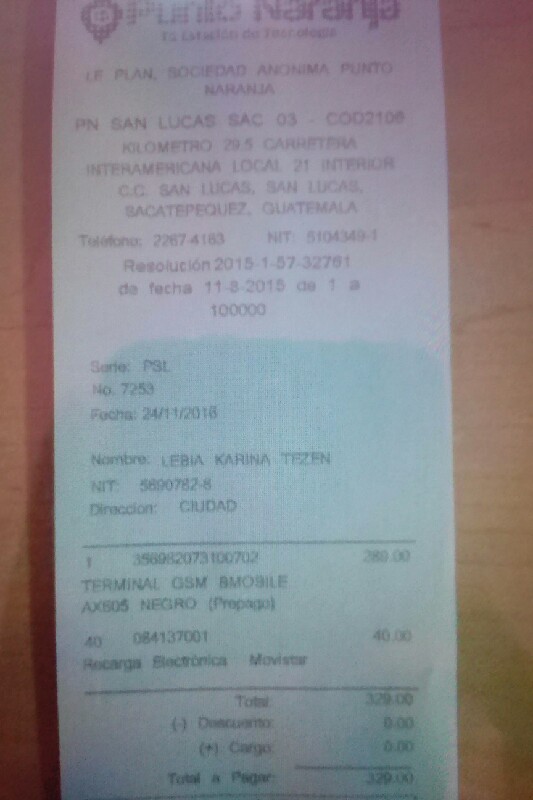 Punto Naranja
Tu Estación de Tecnología
LE PLAN, SOCIEDAD ANONIMA PUNTO
NARANJA
PN SAN LUCAS SAC 03 - COD2106
KILOMETRO 29.5 CARRETERA
INTERAMERICANA LOCAL 21 INTERIOR
C.C. SAN LUCAS, SAN LUCAS,
SACATEPEQUEZ, GUATEMALA
Teléfono: 2267-4183 NIT: 5104349-1
Resolución 2015-1-57-32761
de fecha 11-8-2015 de 1 a
100000
Serie: PSL
No. 7253
Fecha: 24/11/2016
Nombre: LEBIA KARINA TEZEN
NIT: 5690782-8
Direccion: CIUDAD
1 356982073100702 289.00
TERMINAL GSM BMOBILE
AX605 NEGRO (Prepago)
40 084137001 40.00
Recarga Electrónica Movistar
Total: 329.00
(-) Descuento: 0.00
(+) Cargo: 0.00
Total a Pagar: 329.00